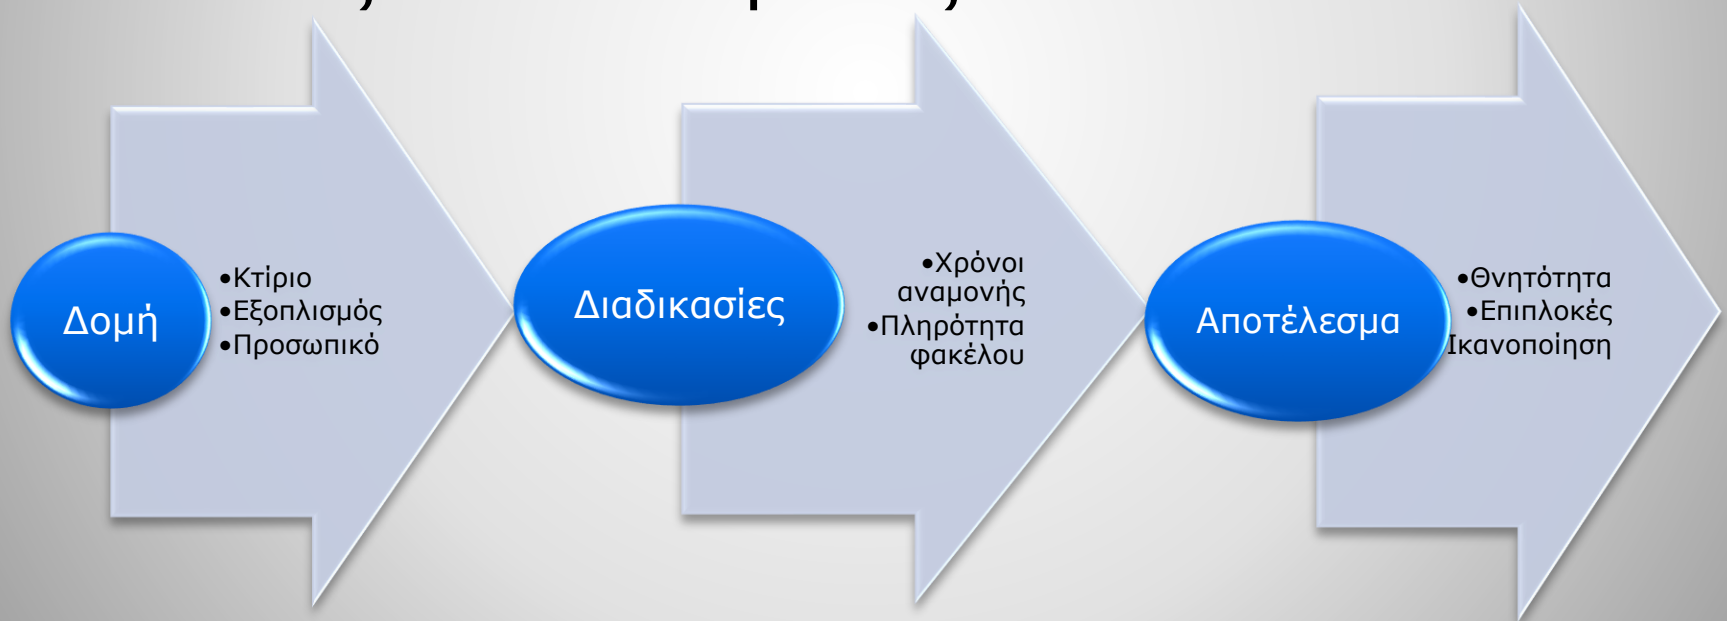 Δομή
•Κτίριο
•Εξοπλισμός
•Προσωπικό
Διαδικασίες
•Χρόνοι
αναμονής
•Πληρότητα
φακέλου
Αποτέλεσμα
•Θνητότητα
•Επιπλοκές
Ικανοποίηση